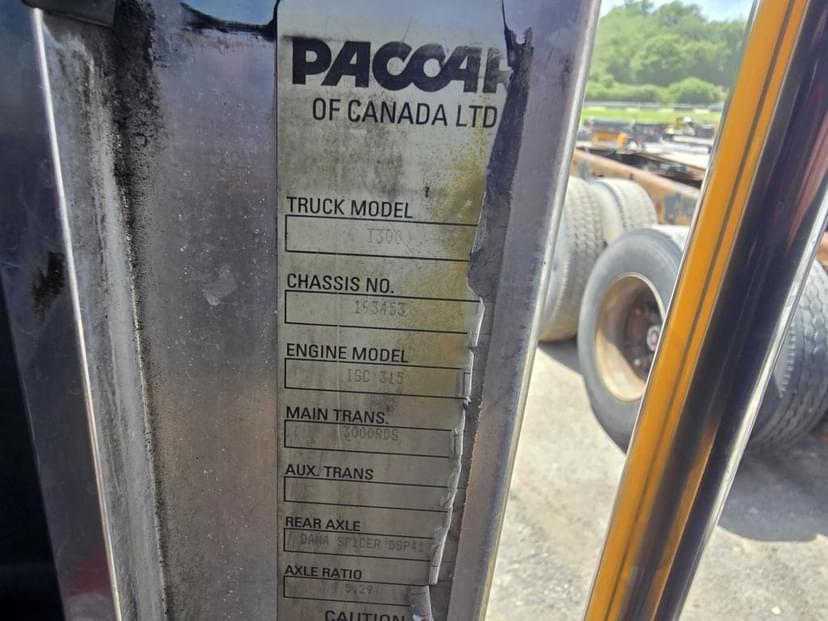 PACCAR
OF CANADA LTD
TRUCK MODEL
T300
CHASSIS NO.
193453
ENGINE MODEL
ISC 315
MAIN TRANS.
3000RDS
AUX. TRANS
REAR AXLE
DANA SPICER DSP41
AXLE RATIO
5.29
CAUTION